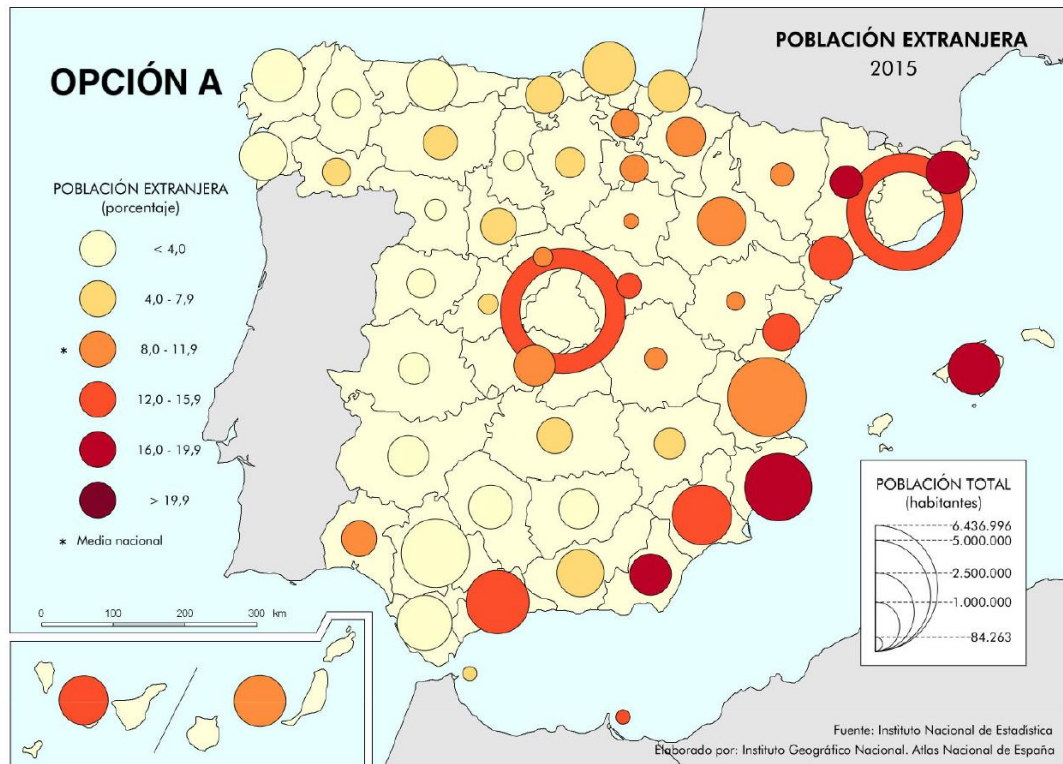 OPCIÓN A
POBLACIÓN EXTRANJERA
2015
POBLACIÓN EXTRANJERA
(porcentaje)
< 4,0
4,0 - 7,9
* 8,0 - 11,9
12,0 - 15,9
16,0 - 19,9
> 19,9
* Media nacional
0 100 200 300 km
POBLACIÓN TOTAL
(habitantes)
6.436.996
5.000.000
2.500.000
1.000.000
84.263
Fuente: Instituto Nacional de Estadística
Elaborado por: Instituto Geográfico Nacional. Atlas Nacional de España